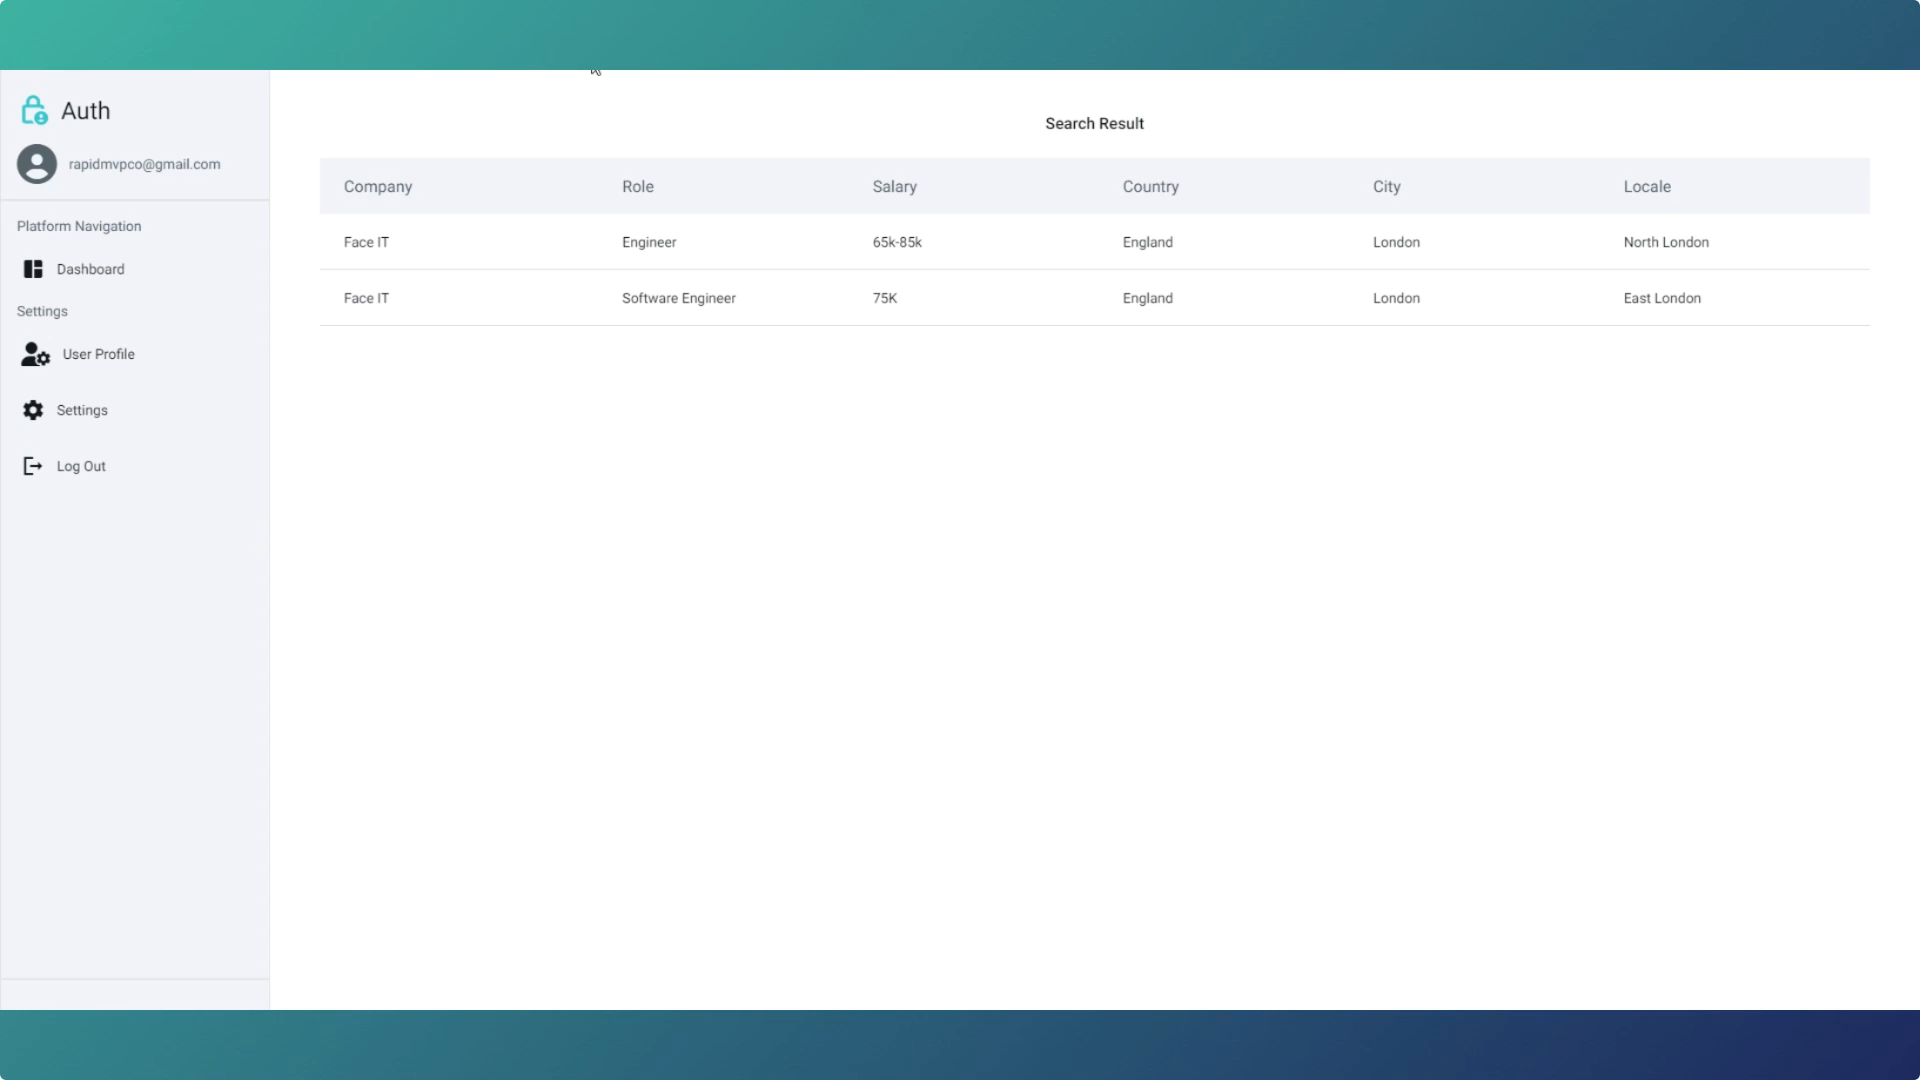 Auth
rapidmvpco@gmail.com
Platform Navigation
Dashboard
Settings
User Profile
Settings
Log Out
Search Result
Company Role Salary Country City Locale
Face IT Engineer 65k-85k England London North London
Face IT Software Engineer 75K England London East London